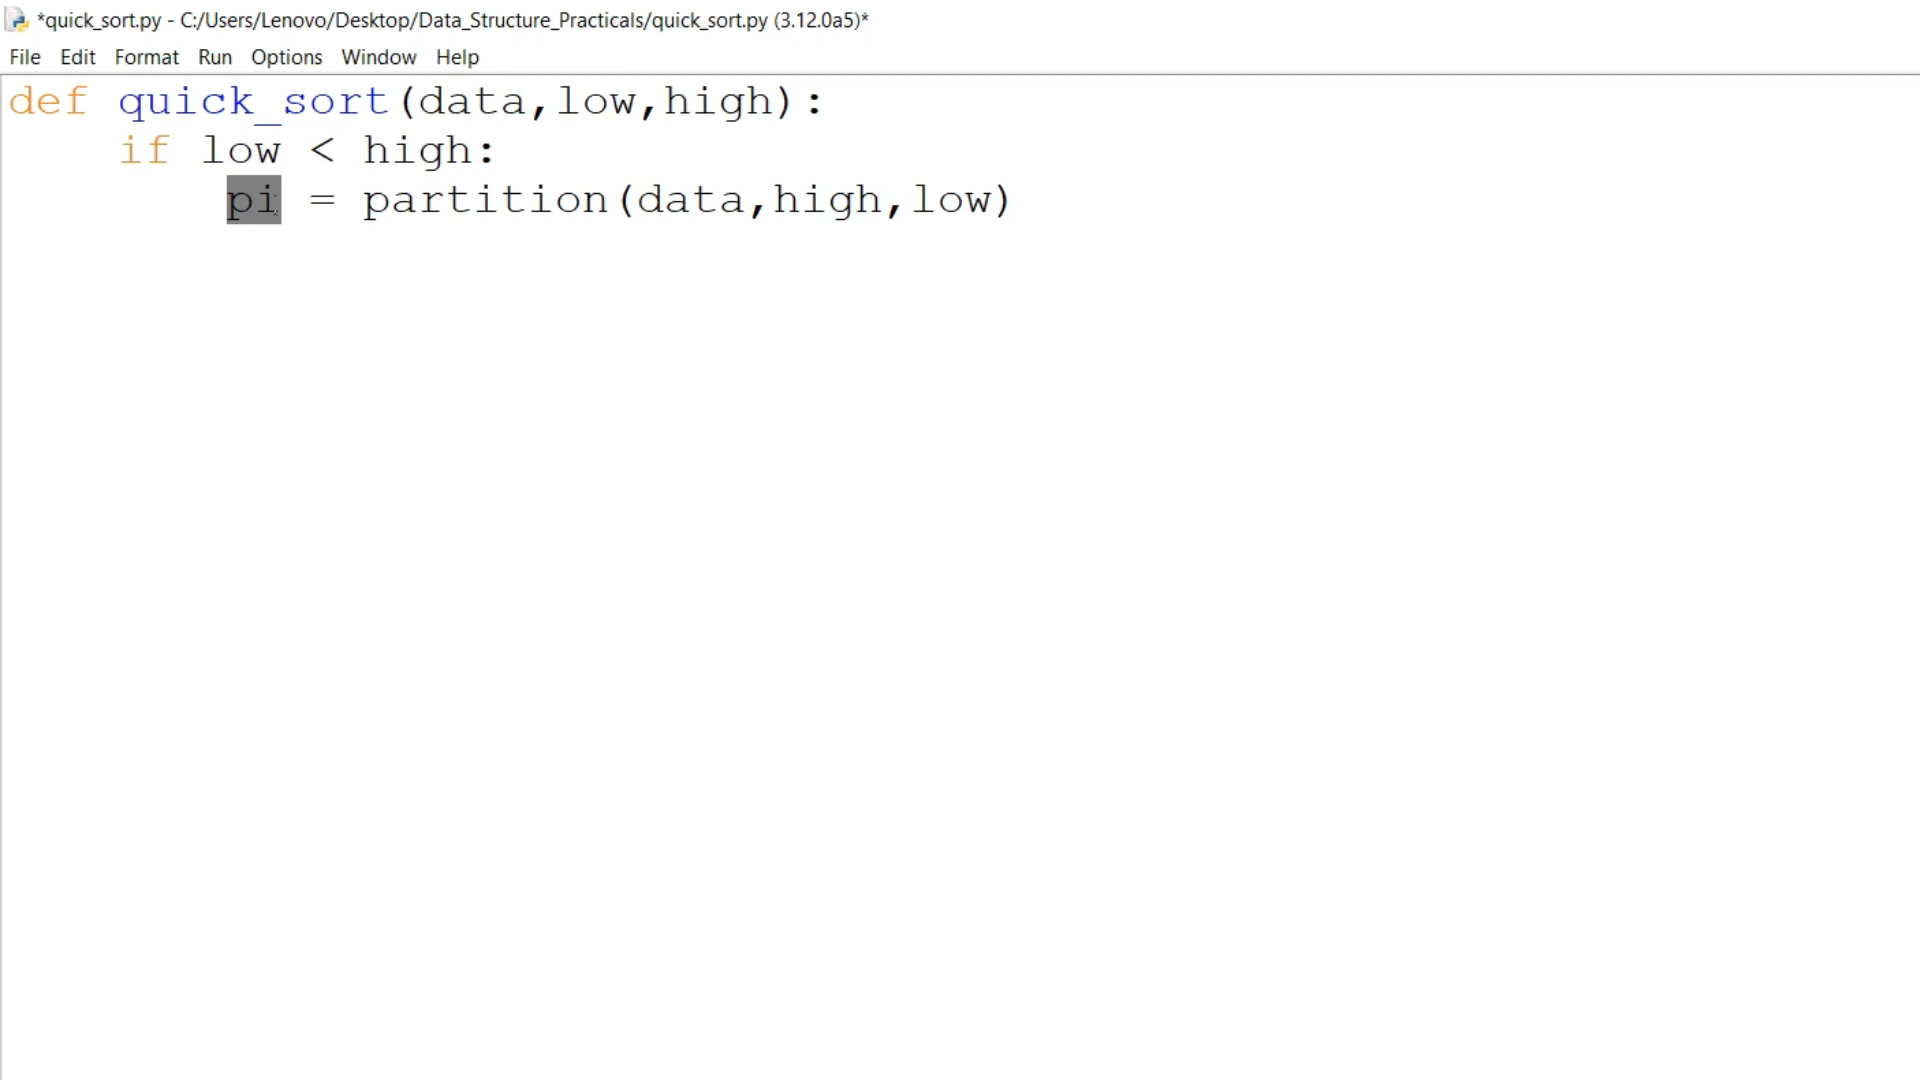 *quick_sort.py - C:/Users/Lenovo/Desktop/Data_Structure_Practicals/quick_sort.py (3.12.0a5)*
File Edit Format Run Options Window Help
def quick_sort(data,low,high):
    if low < high:
        pi = partition(data,high,low)